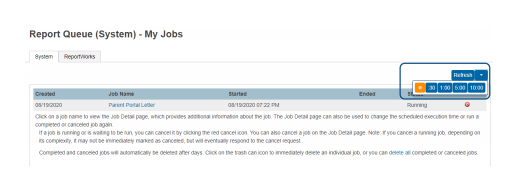 Report Queue (System) - My Jobs
System ReportWorks
Refresh
:30 1:00 5:00 10:00
Created Job Name Started Ended
08/19/2020 Parent Portal Letter 08/19/2020 07:22 PM Running
Click on a job name to view the Job Detail page, which provides additional information about the job. The Job Detail page can also be used to change the scheduled execution time or run a
completed or canceled job again.
If a job is running or is waiting to be run, you can cancel it by clicking the red cancel icon. You can also cancel a job on the Job Detail page. Note: If you cancel a running job, depending on
its complexity, it may not be immediately marked as canceled, but will eventually respond to the cancel request.
Completed and canceled jobs will automatically be deleted after days. Click on the trash can icon to immediately delete an individual job, or you can delete all completed or canceled jobs.